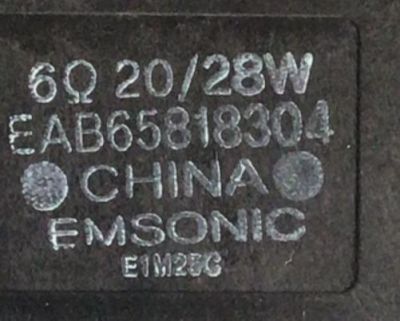 6Ω 20/28W
EAB65818304
CHINA
EMSONIC
E1M25C